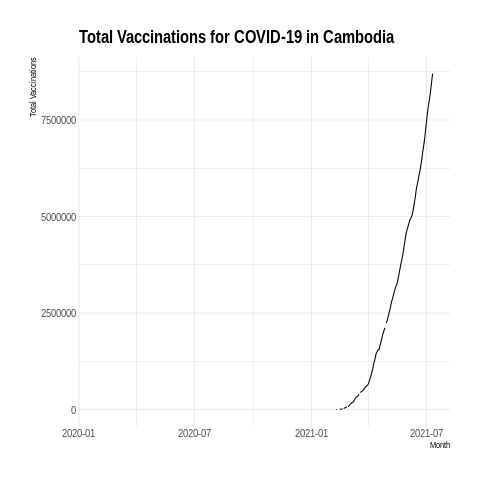 Total Vaccinations for COVID-19 in Cambodia
Total Vaccinations
7500000
5000000
2500000
0
2020-01 2020-07 2021-01 2021-07
Month